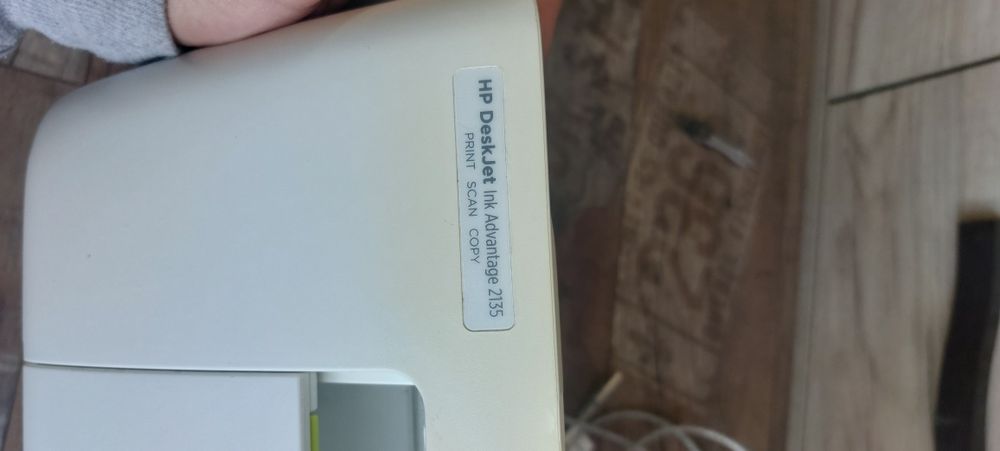 HP DeskJet Ink Advantage 2135
PRINT SCAN COPY